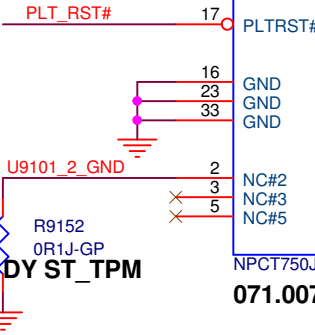 PLT_RST# 17 PLTRST#
16 GND
23 GND
33 GND
U9101_2_GND 2 NC#2
3 NC#3
5 NC#5
R9152
0R1J-GP
DY ST_TPM
NPCT750J
071.007